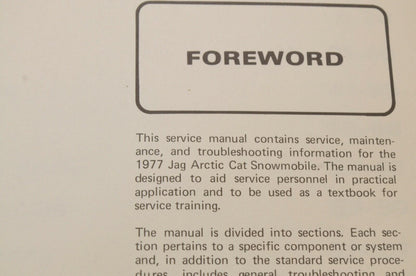 FOREWORD
This service manual contains service, mainten-
ance, and troubleshooting information for the
1977 Jag Arctic Cat Snowmobile. The manual is
designed to aid service personnel in practical
application and to be used as a textbook for
service training.
The manual is divided into sections. Each sec-
tion pertains to a specific component or system
and, in addition to the standard service proce-
dures, includes general troubleshooting and